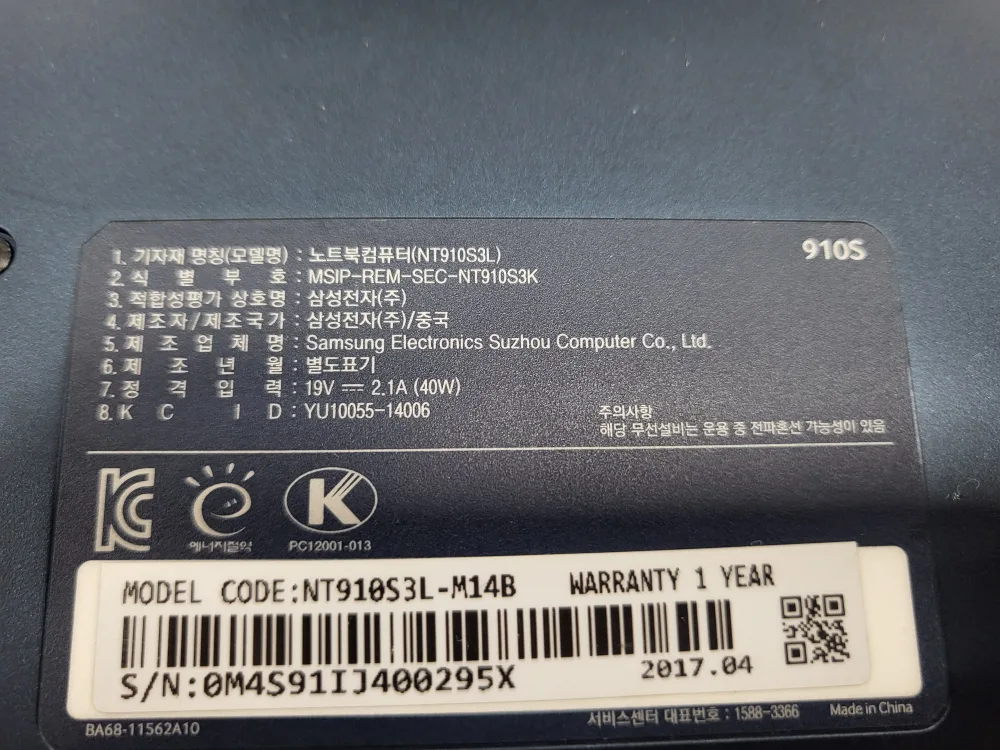 910S
1. 기자재 명칭(모델명) : 노트북컴퓨터(NT910S3L)
2. 식 별 부 호 : MSIP-REM-SEC-NT910S3K
3. 적합성평가 상호명 : 삼성전자(주)
4. 제조자/제조국가 : 삼성전자(주)/중국
5. 제 조 업 체 명 : Samsung Electronics Suzhou Computer Co., Ltd.
6. 제 조 년 월 : 별도표기
7. 정 격 입 력 : 19V ⎓ 2.1A (40W)
8. K C I D : YU10055-14006
주의사항
해당 무선설비는 운용 중 전파혼신 가능성이 있음
에너지절약
K
PC12001-013
MODEL CODE:NT910S3L-M14B WARRANTY 1 YEAR
2017.04
S/N:0M4S91IJ400295X
BA68-11562A10
서비스센터 대표번호 : 1588-3366 Made in China